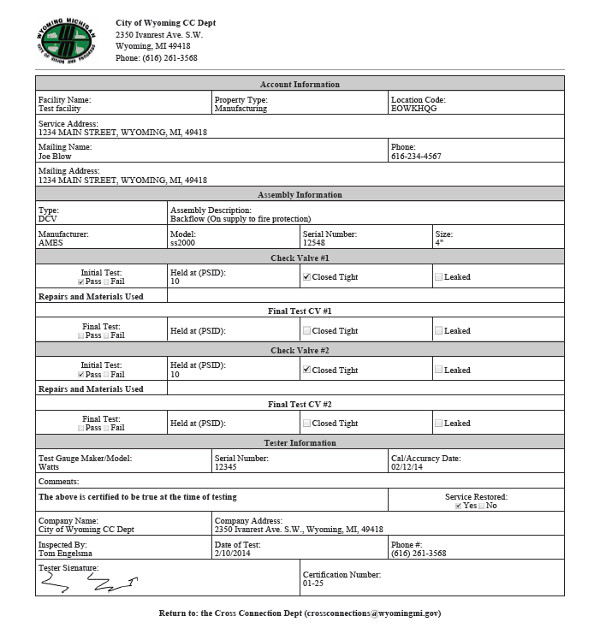 WYOMING MICHIGAN
CITY OF VISION AND PROGRESS
City of Wyoming CC Dept
2350 Ivanrest Ave. S.W.
Wyoming, MI 49418
Phone: (616) 261-3568
Account Information
Facility Name: Property Type: Location Code:
Test facility Manufacturing EOWKHQG
Service Address:
1234 MAIN STREET, WYOMING, MI, 49418
Mailing Name: Phone:
Joe Blow 616-234-4567
Mailing Address:
1234 MAIN STREET, WYOMING, MI, 49418
Assembly Information
Type: Assembly Description:
DCV Backflow (On supply to fire protection)
Manufacturer: Model: Serial Number: Size:
AMES ss2000 12548 4"
Check Valve #1
Initial Test: Held at (PSID): Closed Tight Leaked
Pass Fail 10
Repairs and Materials Used
Final Test CV #1
Final Test: Held at (PSID): Closed Tight Leaked
Pass Fail
Check Valve #2
Initial Test: Held at (PSID): Closed Tight Leaked
Pass Fail 10
Repairs and Materials Used
Final Test CV #2
Final Test: Held at (PSID): Closed Tight Leaked
Pass Fail
Tester Information
Test Gauge Maker/Model: Serial Number: Cal/Accuracy Date:
Watts 12345 02/12/14
Comments:
The above is certified to be true at the time of testing Service Restored:
Yes No
Company Name: Company Address:
City of Wyoming CC Dept 2350 Ivanrest Ave. S.W., Wyoming, MI, 49418
Inspected By: Date of Test: Phone #:
Tom Engelsma 2/10/2014 (616) 261-3568
Tester Signature: Certification Number:
01-25
Return to: the Cross Connection Dept (crossconnections@wyomingmi.gov)